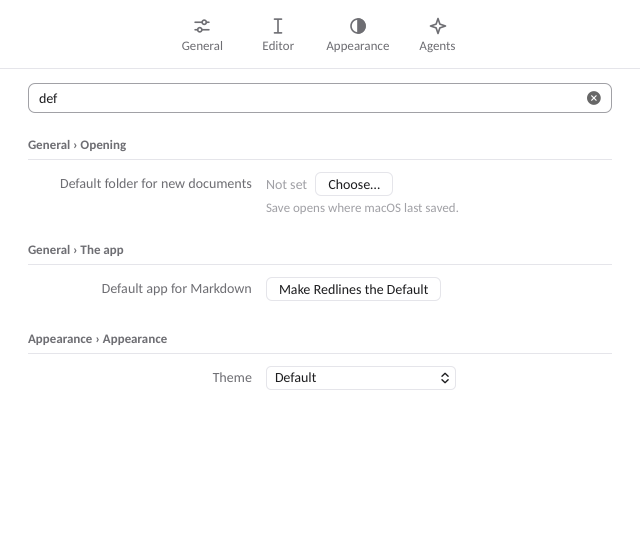 General
Editor
Appearance
Agents
def
General › Opening
Default folder for new documents
Not set
Choose...
Save opens where macOS last saved.
General › The app
Default app for Markdown
Make Redlines the Default
Appearance › Appearance
Theme
Default